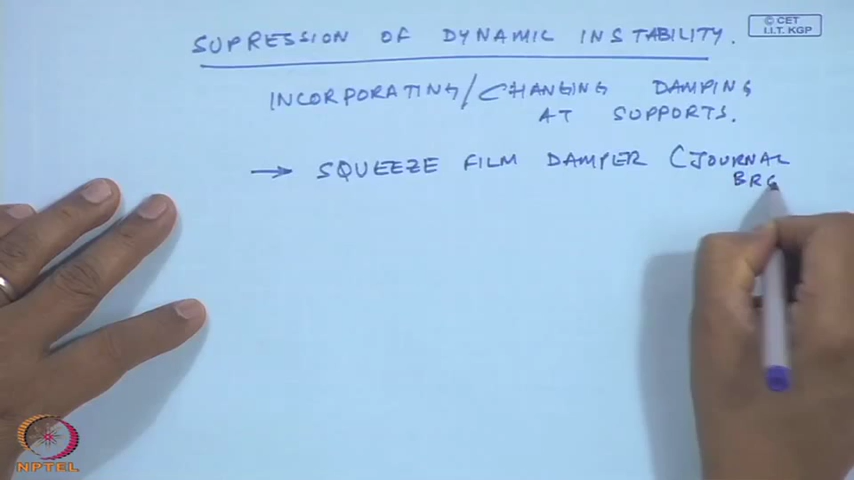 © CET
I.I.T. KGP
SUPRESSION OF DYNAMIC INSTABILITY.
INCORPORATING/CHANGING DAMPING
AT SUPPORTS.
→ SQUEEZE FILM DAMPER (JOURNAL
BRG
NPTEL